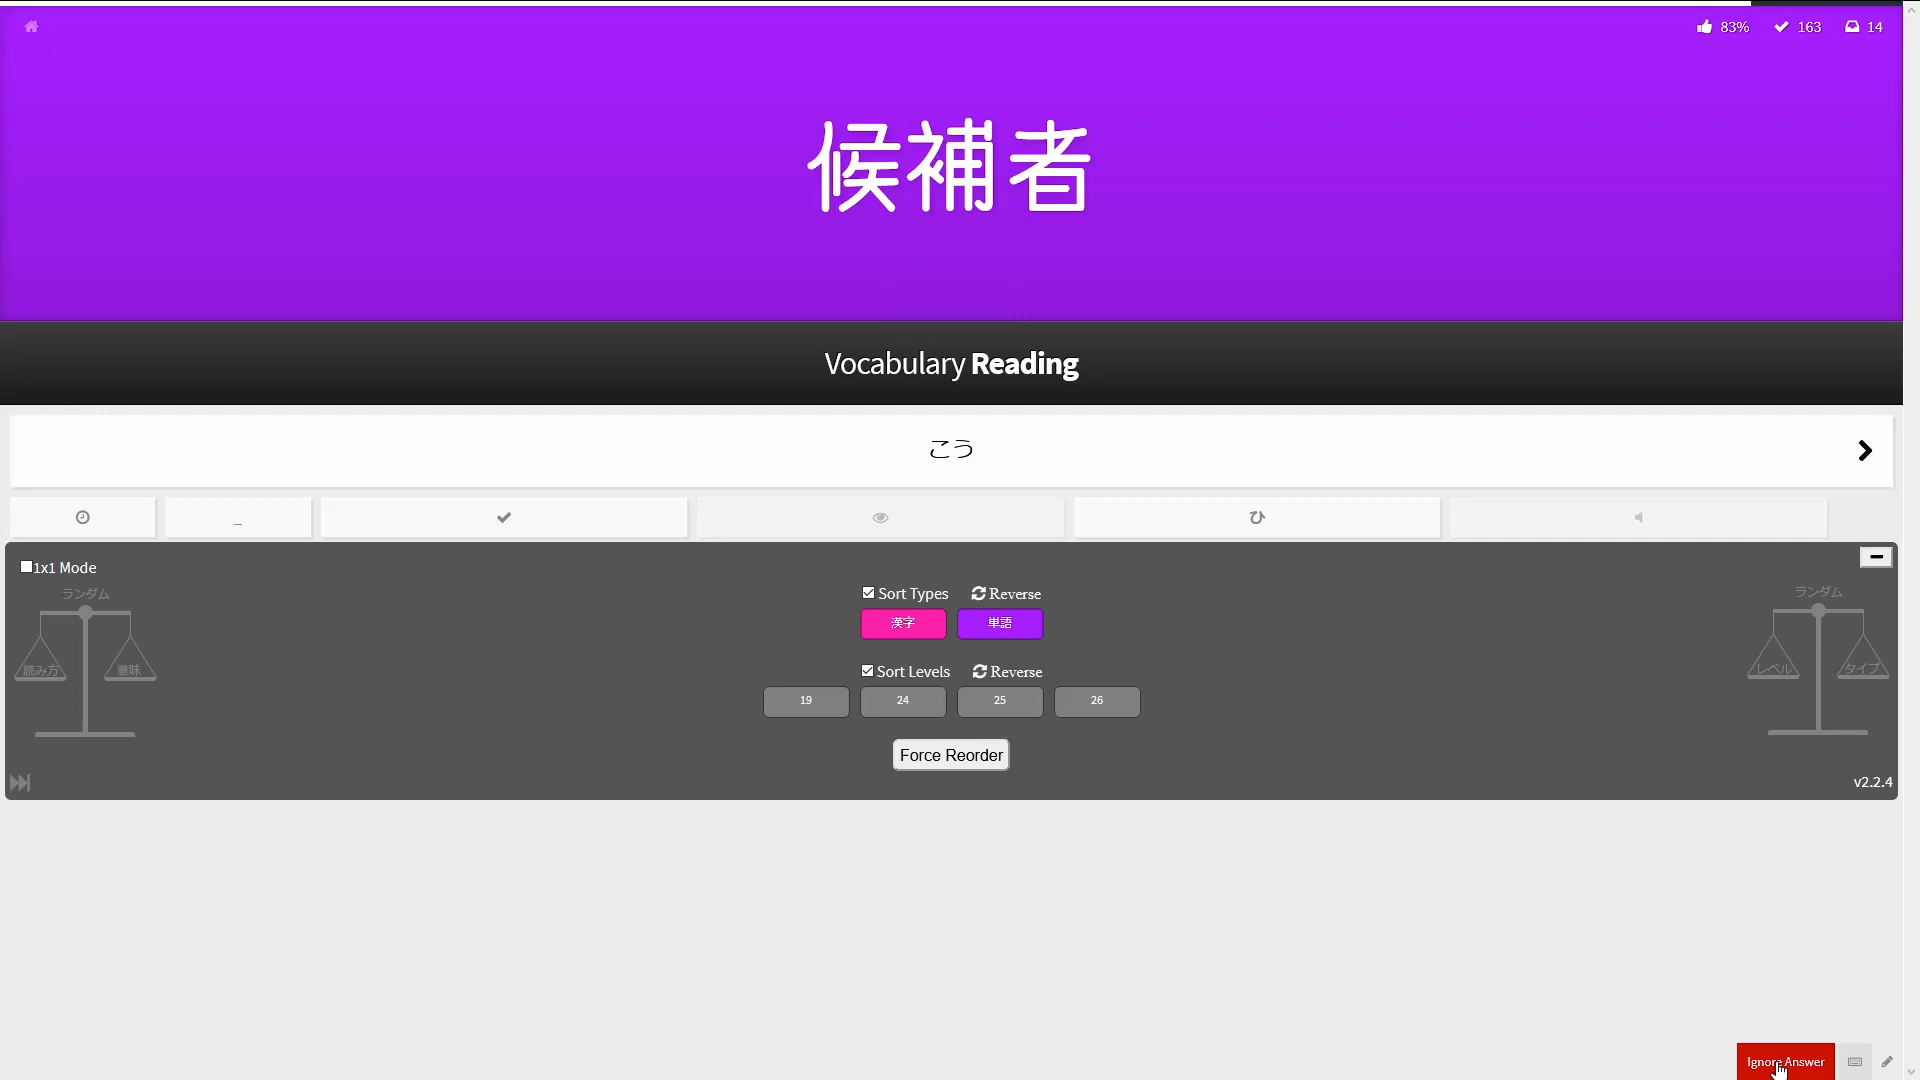 83% 163 14
候補者
Vocabulary Reading
こう
_ ひ
1x1 Mode
ランダム
読み方 意味
Sort Types Reverse
漢字 単語
Sort Levels Reverse
19 24 25 26
Force Reorder
ランダム
レベル タイプ
v2.2.4
Ignore Answer